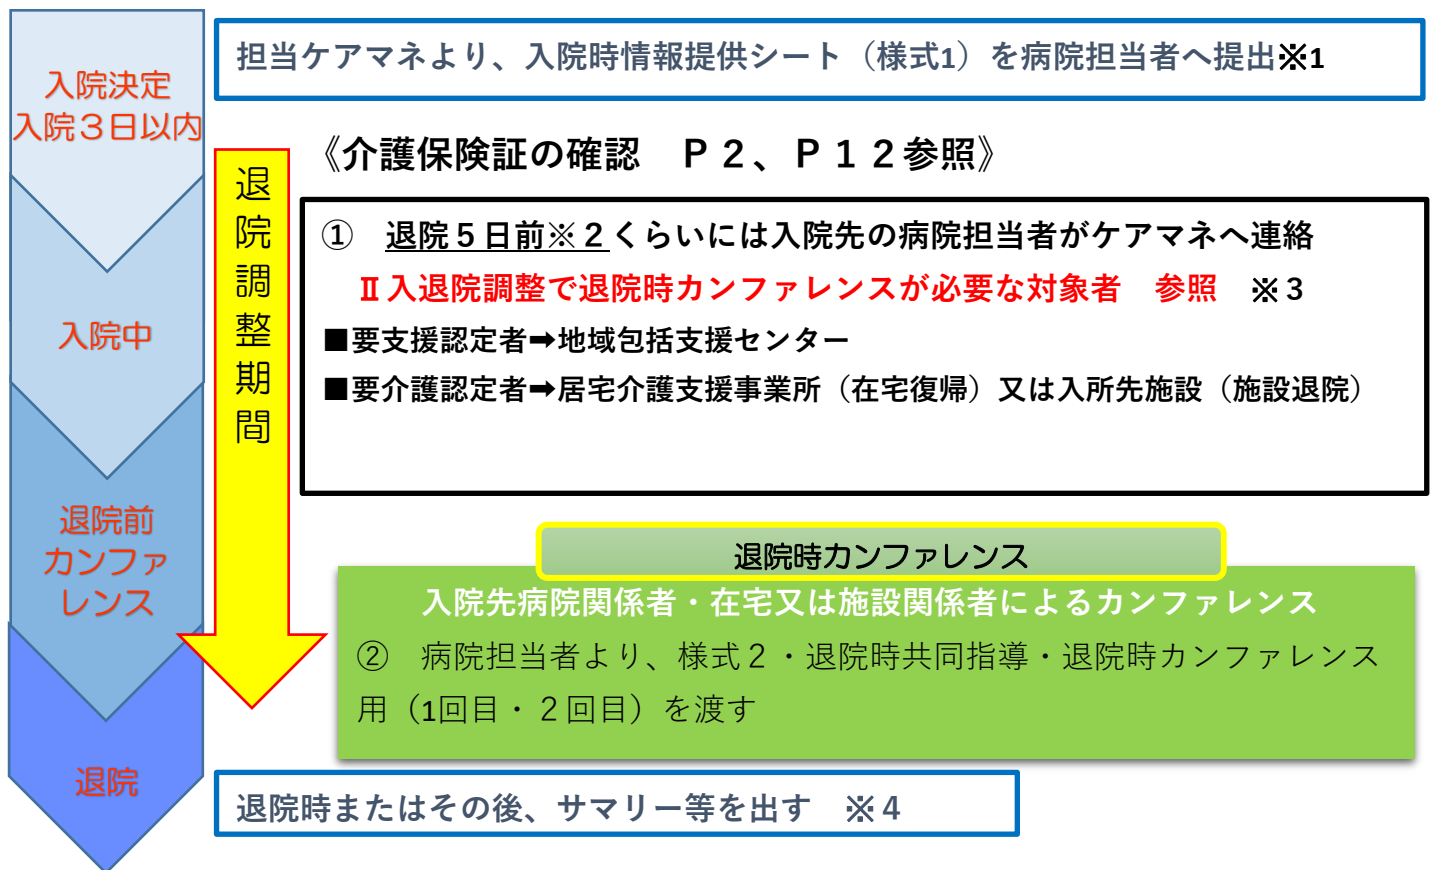 入院決定
入院３日以内
入院中
退院前
カンファ
レンス
退院
担当ケアマネより、入院時情報提供シート（様式1）を病院担当者へ提出※1
退院調整期間
《介護保険証の確認　Ｐ２、Ｐ１２参照》
①　退院５日前※２くらいには入院先の病院担当者がケアマネへ連絡
Ⅱ入退院調整で退院時カンファレンスが必要な対象者　参照　※３
■要支援認定者➡地域包括支援センター
■要介護認定者➡居宅介護支援事業所（在宅復帰）又は入所先施設（施設退院）
退院時カンファレンス
入院先病院関係者・在宅又は施設関係者によるカンファレンス
②　病院担当者より、様式２・退院時共同指導・退院時カンファレンス
用（1回目・２回目）を渡す
退院時またはその後、サマリー等を出す　※４